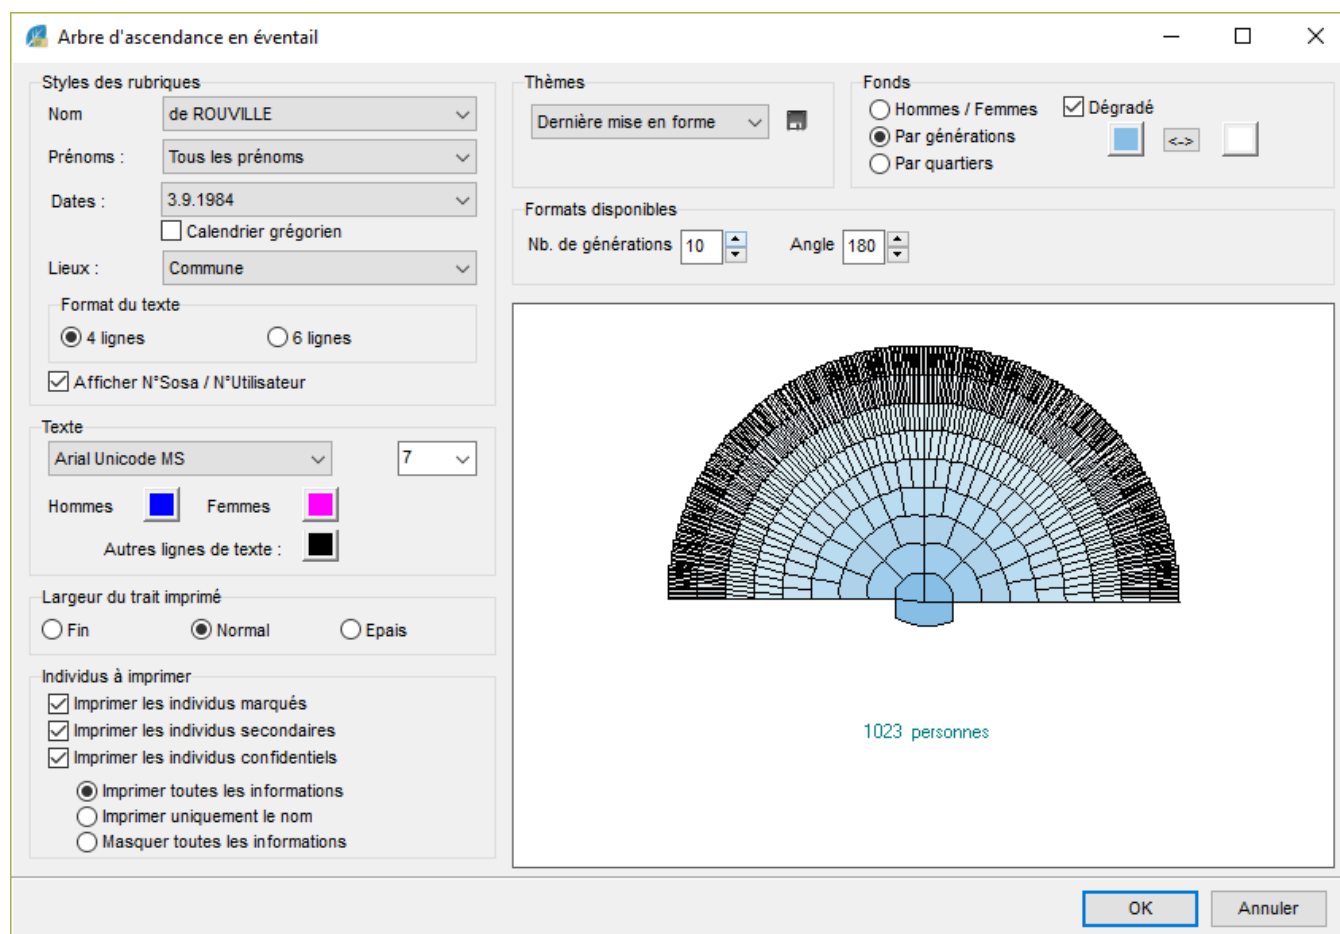 Arbre d'ascendance en éventail
Styles des rubriques
Nom
de ROUVILLE
Prénoms :
Tous les prénoms
Dates :
3.9.1984
Calendrier grégorien
Lieux :
Commune
Format du texte
4 lignes
6 lignes
Afficher N°Sosa / N°Utilisateur
Texte
Arial Unicode MS
7
Hommes
Femmes
Autres lignes de texte :
Largeur du trait imprimé
Fin
Normal
Epais
Individus à imprimer
Imprimer les individus marqués
Imprimer les individus secondaires
Imprimer les individus confidentiels
Imprimer toutes les informations
Imprimer uniquement le nom
Masquer toutes les informations
Thèmes
Dernière mise en forme
Fonds
Hommes / Femmes
Dégradé
Par générations
<->
Par quartiers
Formats disponibles
Nb. de générations 10
Angle 180
1023 personnes
OK
Annuler